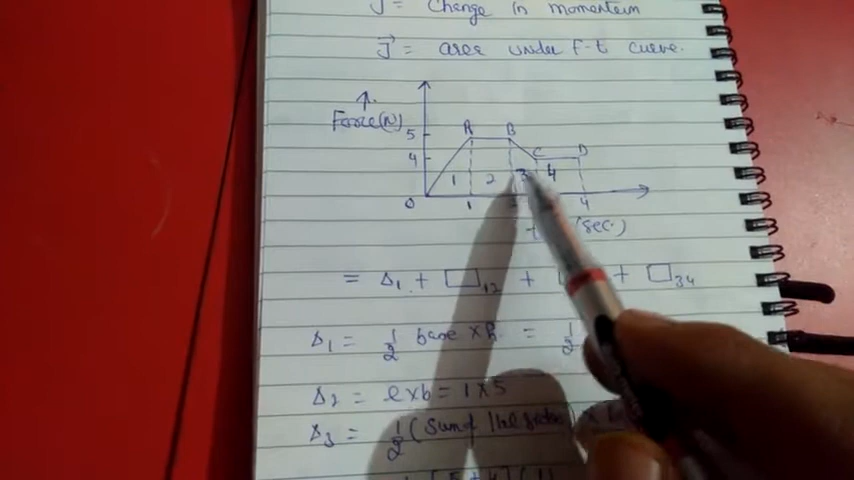 J = Change in momentum
J = area under F-t curve.
Force(N)
5
4
A B C D
1 2 3 4
0 1 4
t (sec.)
= Δ1 + □12 + + □34
Δ1 = 1/2 base × h = 1/2
Δ2 = l×b = 1×5
Δ3 = 1/2 (Sum of llel sides) ×